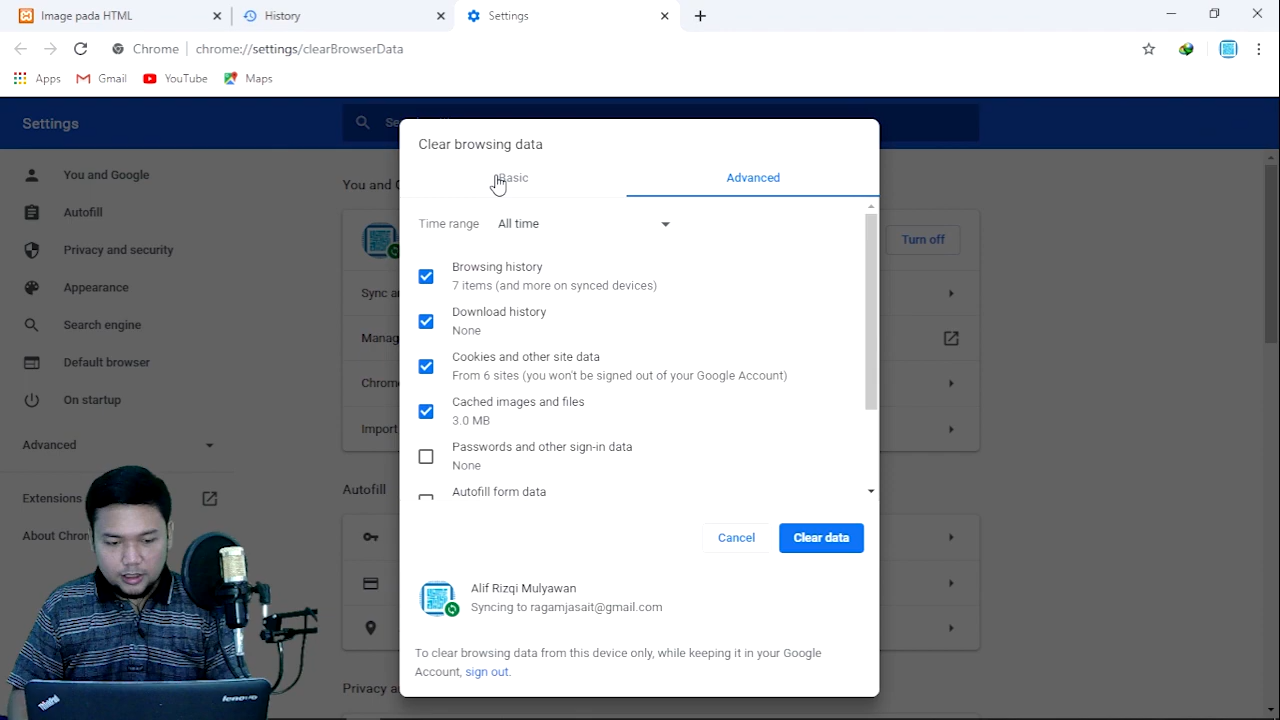 Image pada HTML
History
Settings
Chrome
chrome://settings/clearBrowserData
Apps
Gmail
YouTube
Maps
Settings
Clear browsing data
Basic
Advanced
You and Google
Autofill
Privacy and security
Appearance
Search engine
Default browser
On startup
Advanced
Extensions
About Chro
You and
Turn off
Sync a
Manag
Chrome
Import
Autofill
Privacy a
Time range
All time
Browsing history
7 items (and more on synced devices)
Download history
None
Cookies and other site data
From 6 sites (you won't be signed out of your Google Account)
Cached images and files
3.0 MB
Passwords and other sign-in data
None
Autofill form data
Cancel
Clear data
Alif Rizqi Mulyawan
Syncing to ragamjasait@gmail.com
To clear browsing data from this device only, while keeping it in your Google
Account, sign out.
ThinkPad
lenovo